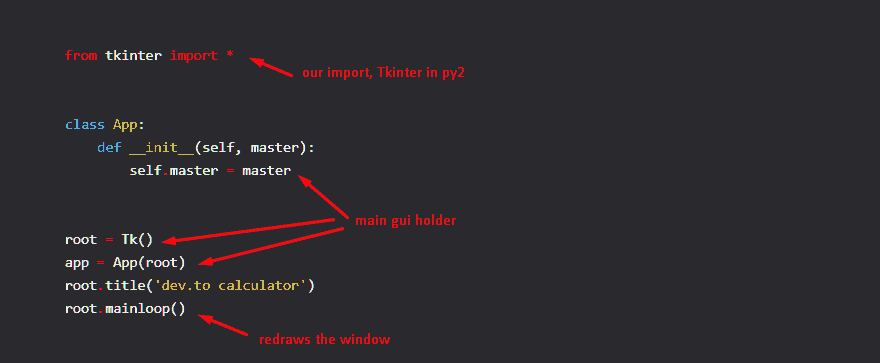 from tkinter import *
our import, Tkinter in py2
class App:
    def __init__(self, master):
        self.master = master
main gui holder
root = Tk()
app = App(root)
root.title('dev.to calculator')
root.mainloop()
redraws the window